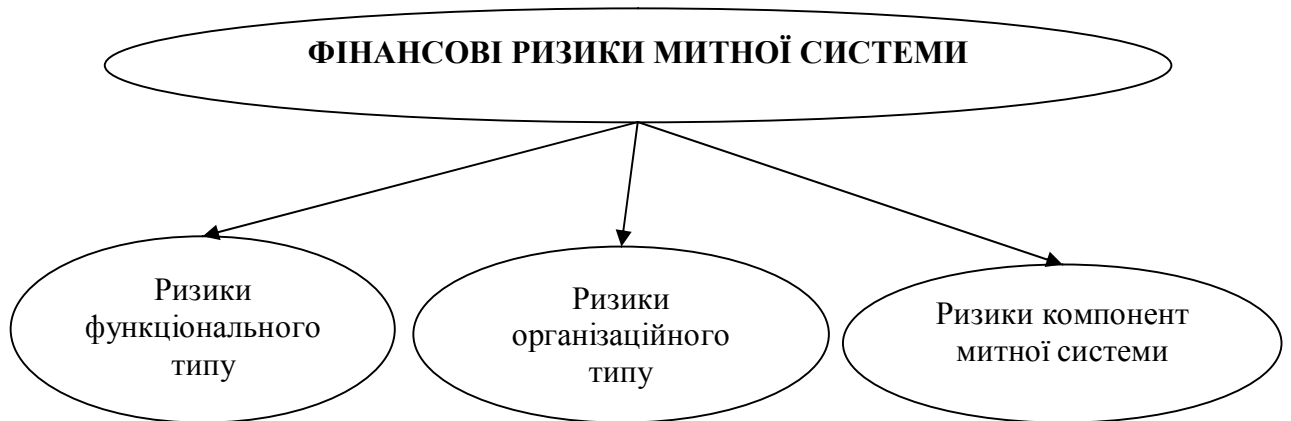 ФІНАНСОВІ РИЗИКИ МИТНОЇ СИСТЕМИ
Ризики
функціонального
типу
Ризики
організаційного
типу
Ризики компонент
митної системи